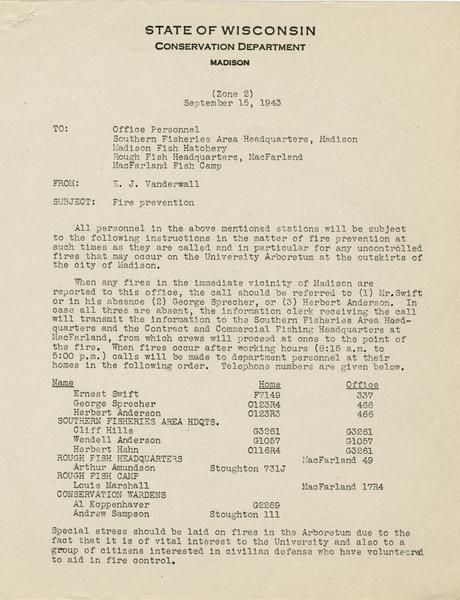 STATE OF WISCONSIN
CONSERVATION DEPARTMENT
MADISON
(Zone 2)
September 15, 1943
TO: Office Personnel
Southern Fisheries Area Headquarters, Madison
Madison Fish Hatchery
Rough Fish Headquarters, MacFarland
MacFarland Fish Camp
FROM: E. J. Vanderwall
SUBJECT: Fire prevention
All personnel in the above mentioned stations will be subject
to the following instructions in the matter of fire prevention at
such times as they are called and in particular for any uncontrolled
fires that may occur on the University Arboretum at the outskirts of
the city of Madison.
When any fires in the immediate vicinity of Madison are
reported to this office, the call should be referred to (1) Mr.Swift
or in his absence (2) George Sprecher, or (3) Herbert Anderson. In
case all three are absent, the information clerk receiving the call
will transmit the information to the Southern Fisheries Area Head-
quarters and the Contract and Commercial Fishing Headquarters at
MacFarland, from which crews will proceed at once to the point of
the fire. When fires occur after working hours (8:15 a.m. to
5:00 p.m.) calls will be made to department personnel at their
homes in the following order. Telephone numbers are given below.
Name Home Office
Ernest Swift F7149 337
George Sprecher O123R4 466
Herbert Anderson O123R3 466
SOUTHERN FISHERIES AREA HDQTS.
Cliff Hills G3261 G3261
Wendell Anderson G1057 G1057
Herbert Hahn O116R4 G3261
ROUGH FISH HEADQUARTERS MacFarland 49
Arthur Amundson Stoughton 731J
ROUGH FISH CAMP
Louis Marshall MacFarland 17R4
CONSERVATION WARDENS
Al Koppenhaver G2269
Andrew Sampson Stoughton 111
Special stress should be laid on fires in the Arboretum due to the
fact that it is of vital interest to the University and also to a
group of citizens interested in civilian defense who have volunteered
to aid in fire control.